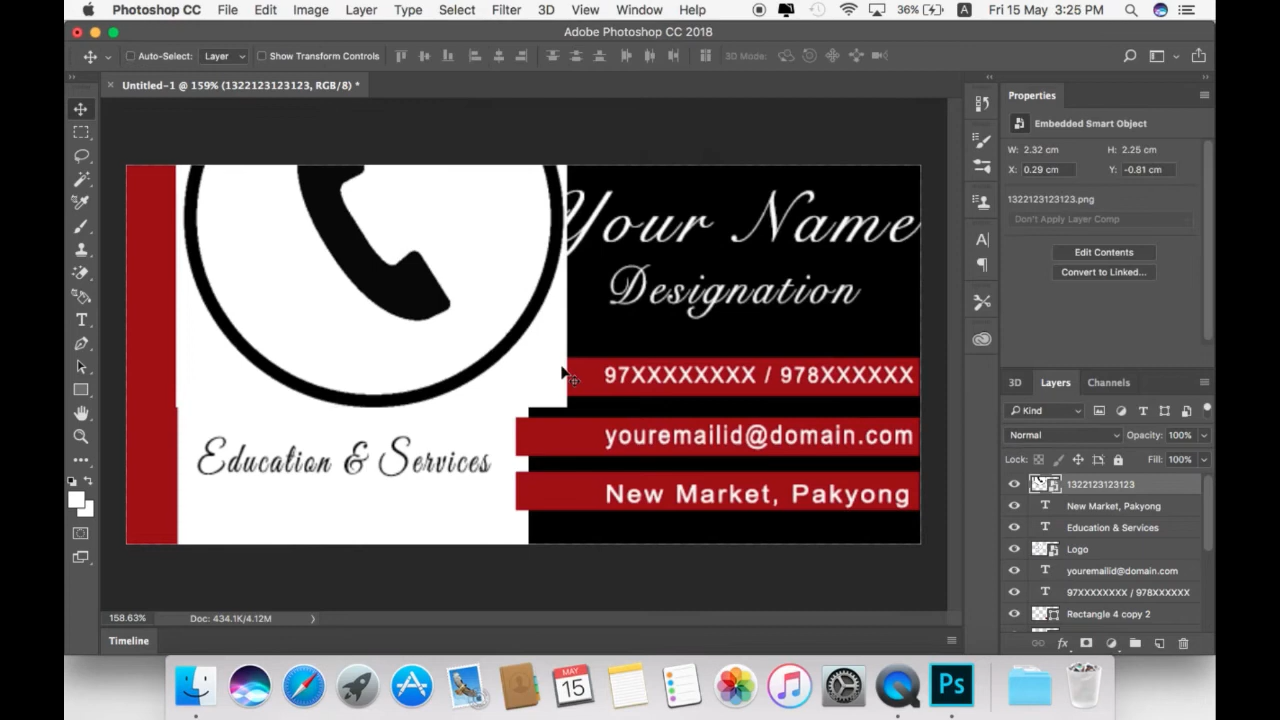 Photoshop CC File Edit Image Layer Type Select Filter 3D View Window Help 36% A Fri 15 May 3:25 PM
Adobe Photoshop CC 2018
Auto-Select: Layer Show Transform Controls 3D Mode:
Untitled-1 @ 159% (1322123123123, RGB/8) *
Properties
Embedded Smart Object
W: 2.32 cm H: 2.25 cm
X: 0.29 cm Y: -0.81 cm
1322123123123.png
Don't Apply Layer Comp
Edit Contents
Convert to Linked...
Your Name
Designation
97XXXXXXXX / 978XXXXXX
youremailid@domain.com
Education & Services
New Market, Pakyong
3D Layers Channels
Kind
Normal Opacity: 100%
Lock: Fill: 100%
1322123123123
T New Market, Pakyong
T Education & Services
Logo
T youremailid@domain.com
T 97XXXXXXXX / 978XXXXXX
Rectangle 4 copy 2
fx
158.63% Doc: 434.1K/4.12M
Timeline
MAY
15
Ps